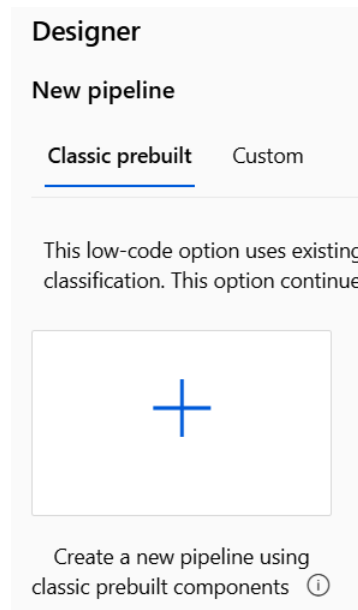 Designer
New pipeline
Classic prebuilt Custom
This low-code option uses existing
classification. This option continue
Create a new pipeline using
classic prebuilt components